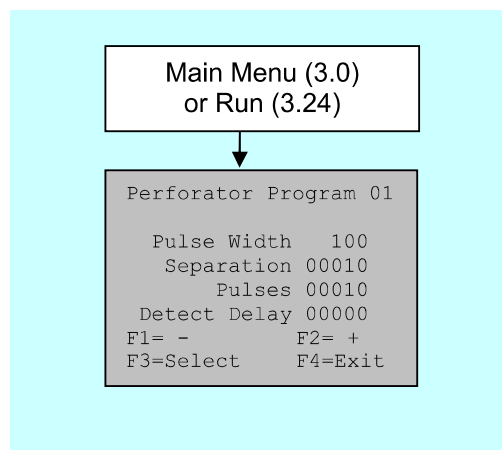 Main Menu (3.0)
or Run (3.24)
Perforator Program 01
Pulse Width 100
Separation 00010
Pulses 00010
Detect Delay 00000
F1= - F2= +
F3=Select F4=Exit